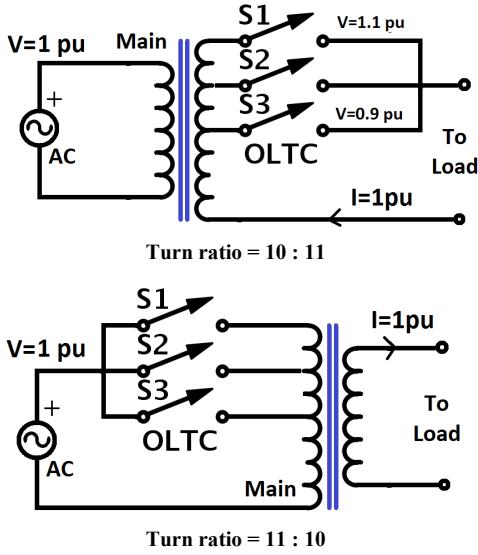 S1
V=1.1 pu
V=1 pu
Main
S2
+
S3
V=0.9 pu
AC
OLTC
To
Load
I=1pu
Turn ratio = 10 : 11
S1
I=1pu
V=1 pu
S2
S3
+
OLTC
To
Load
AC
Main
Turn ratio = 11 : 10